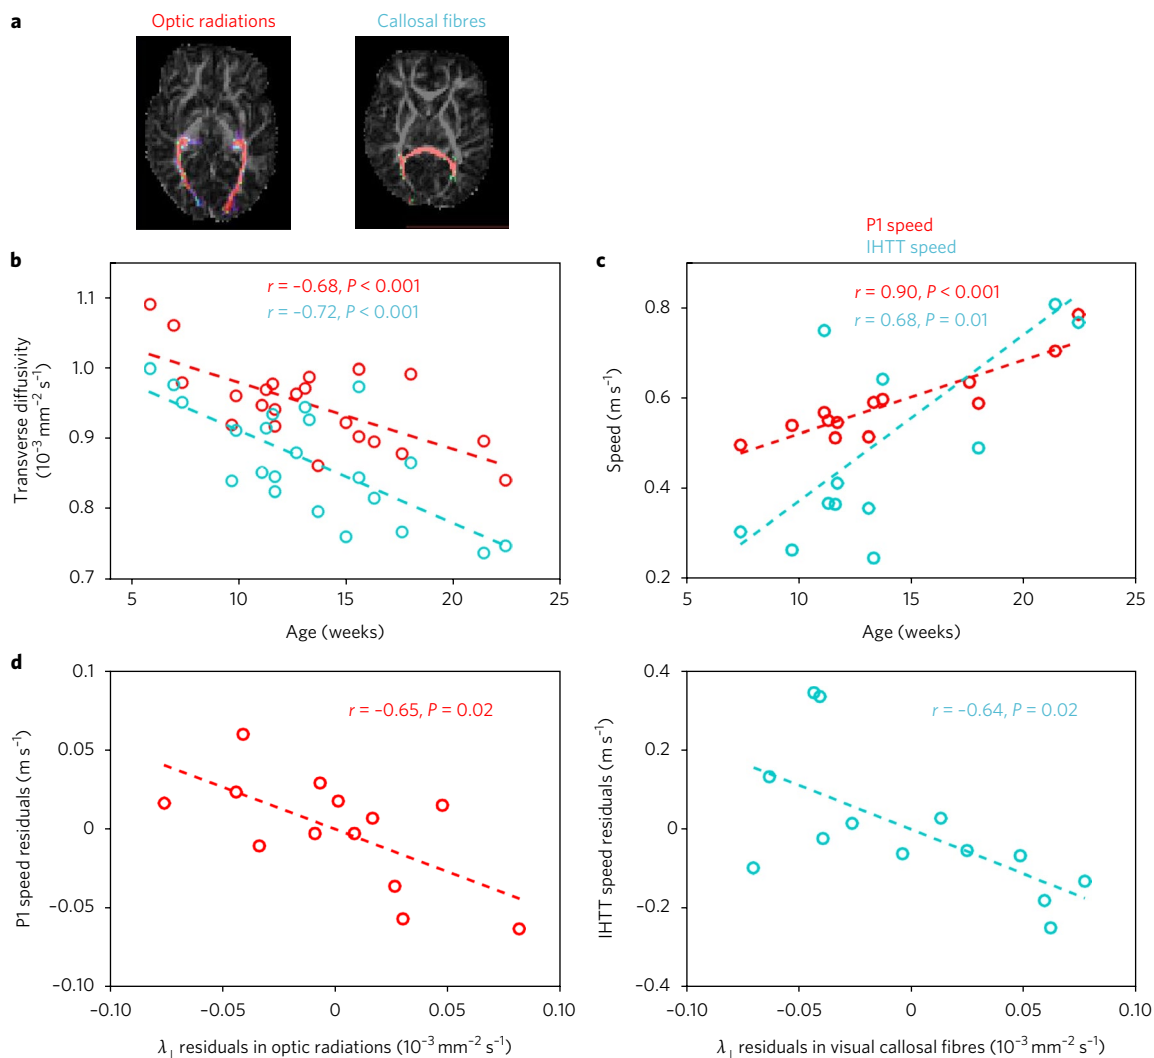 a
Optic radiations
Callosal fibres
P1 speed
IHTT speed
b
r = –0.68, P < 0.001
r = –0.72, P < 0.001
Transverse diffusivity
(10⁻³ mm⁻² s⁻¹)
1.1
1.0
0.9
0.8
0.7
5
10
15
20
25
Age (weeks)
c
r = 0.90, P < 0.001
r = 0.68, P = 0.01
Speed (m s⁻¹)
0.8
0.6
0.4
0.2
5
10
15
20
25
Age (weeks)
d
r = –0.65, P = 0.02
P1 speed residuals (m s⁻¹)
0.1
0.05
0
–0.05
–0.10
–0.10
–0.05
0
0.05
0.10
λ⊥ residuals in optic radiations (10⁻³ mm⁻² s⁻¹)
r = –0.64, P = 0.02
IHTT speed residuals (m s⁻¹)
0.4
0.2
0
–0.2
–0.4
–0.10
–0.05
0
0.05
0.10
λ⊥ residuals in visual callosal fibres (10⁻³ mm⁻² s⁻¹)